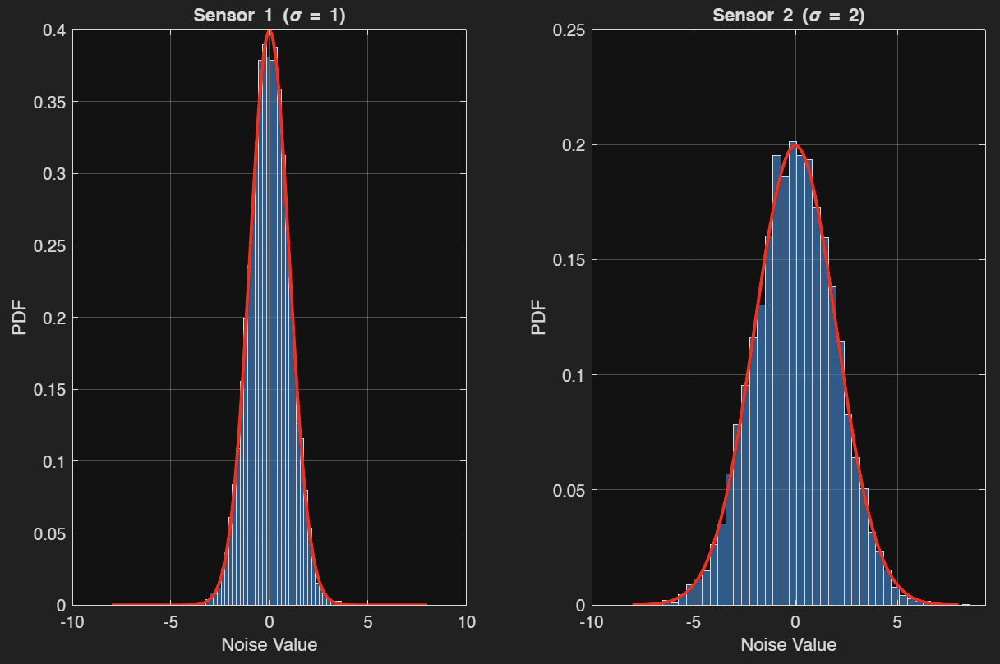 Sensor 1 (σ = 1)
0.4
0.35
0.3
0.25
0.2
0.15
0.1
0.05
0
PDF
-10 -5 0 5 10
Noise Value
Sensor 2 (σ = 2)
0.25
0.2
0.15
0.1
0.05
0
PDF
-10 -5 0 5
Noise Value